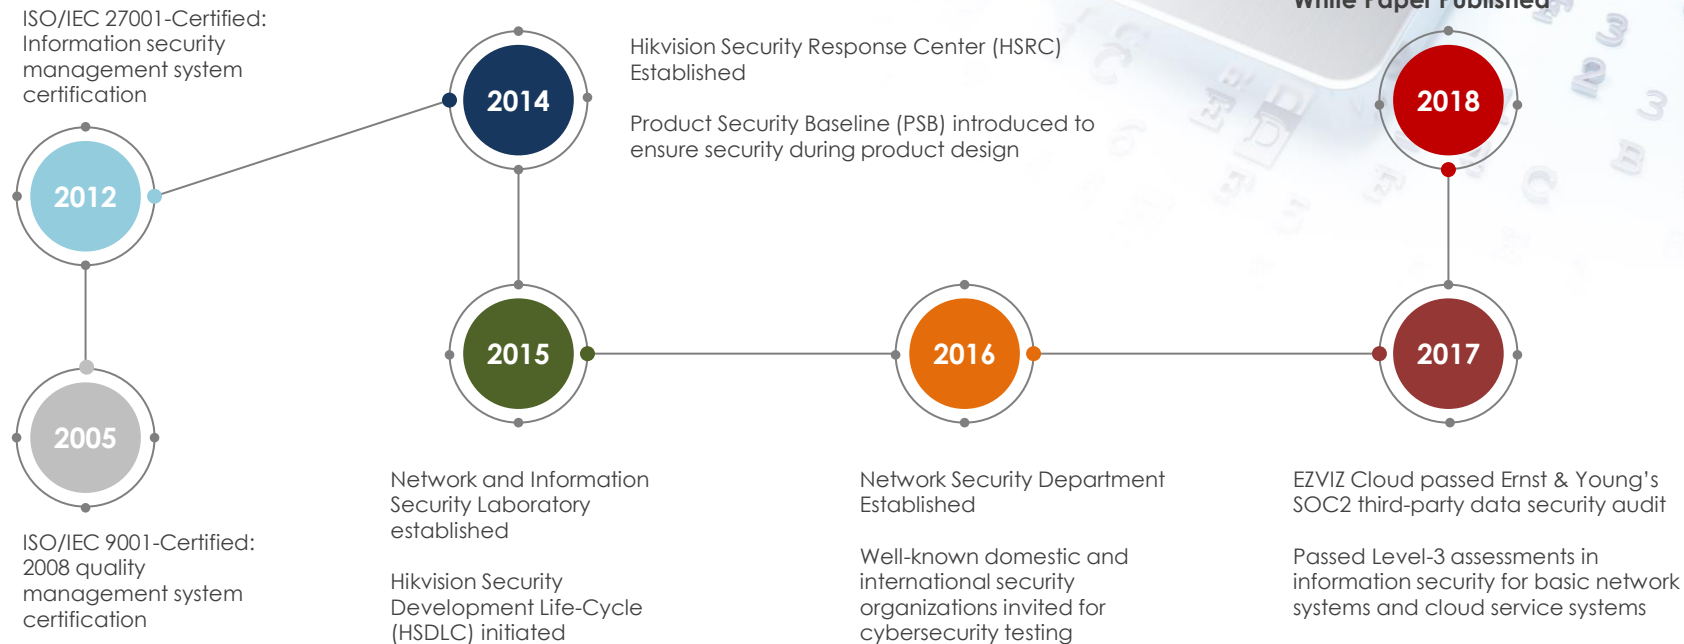 ISO/IEC 27001-Certified:
Information security
management system
certification
2012
2005
ISO/IEC 9001-Certified:
2008 quality
management system
certification
2014
Hikvision Security Response Center (HSRC)
Established
Product Security Baseline (PSB) introduced to
ensure security during product design
2015
Network and Information
Security Laboratory
established
Hikvision Security
Development Life-Cycle
(HSDLC) initiated
2016
Network Security Department
Established
Well-known domestic and
international security
organizations invited for
cybersecurity testing
White Paper Published
2018
2017
EZVIZ Cloud passed Ernst & Young’s
SOC2 third-party data security audit
Passed Level-3 assessments in
information security for basic network
systems and cloud service systems